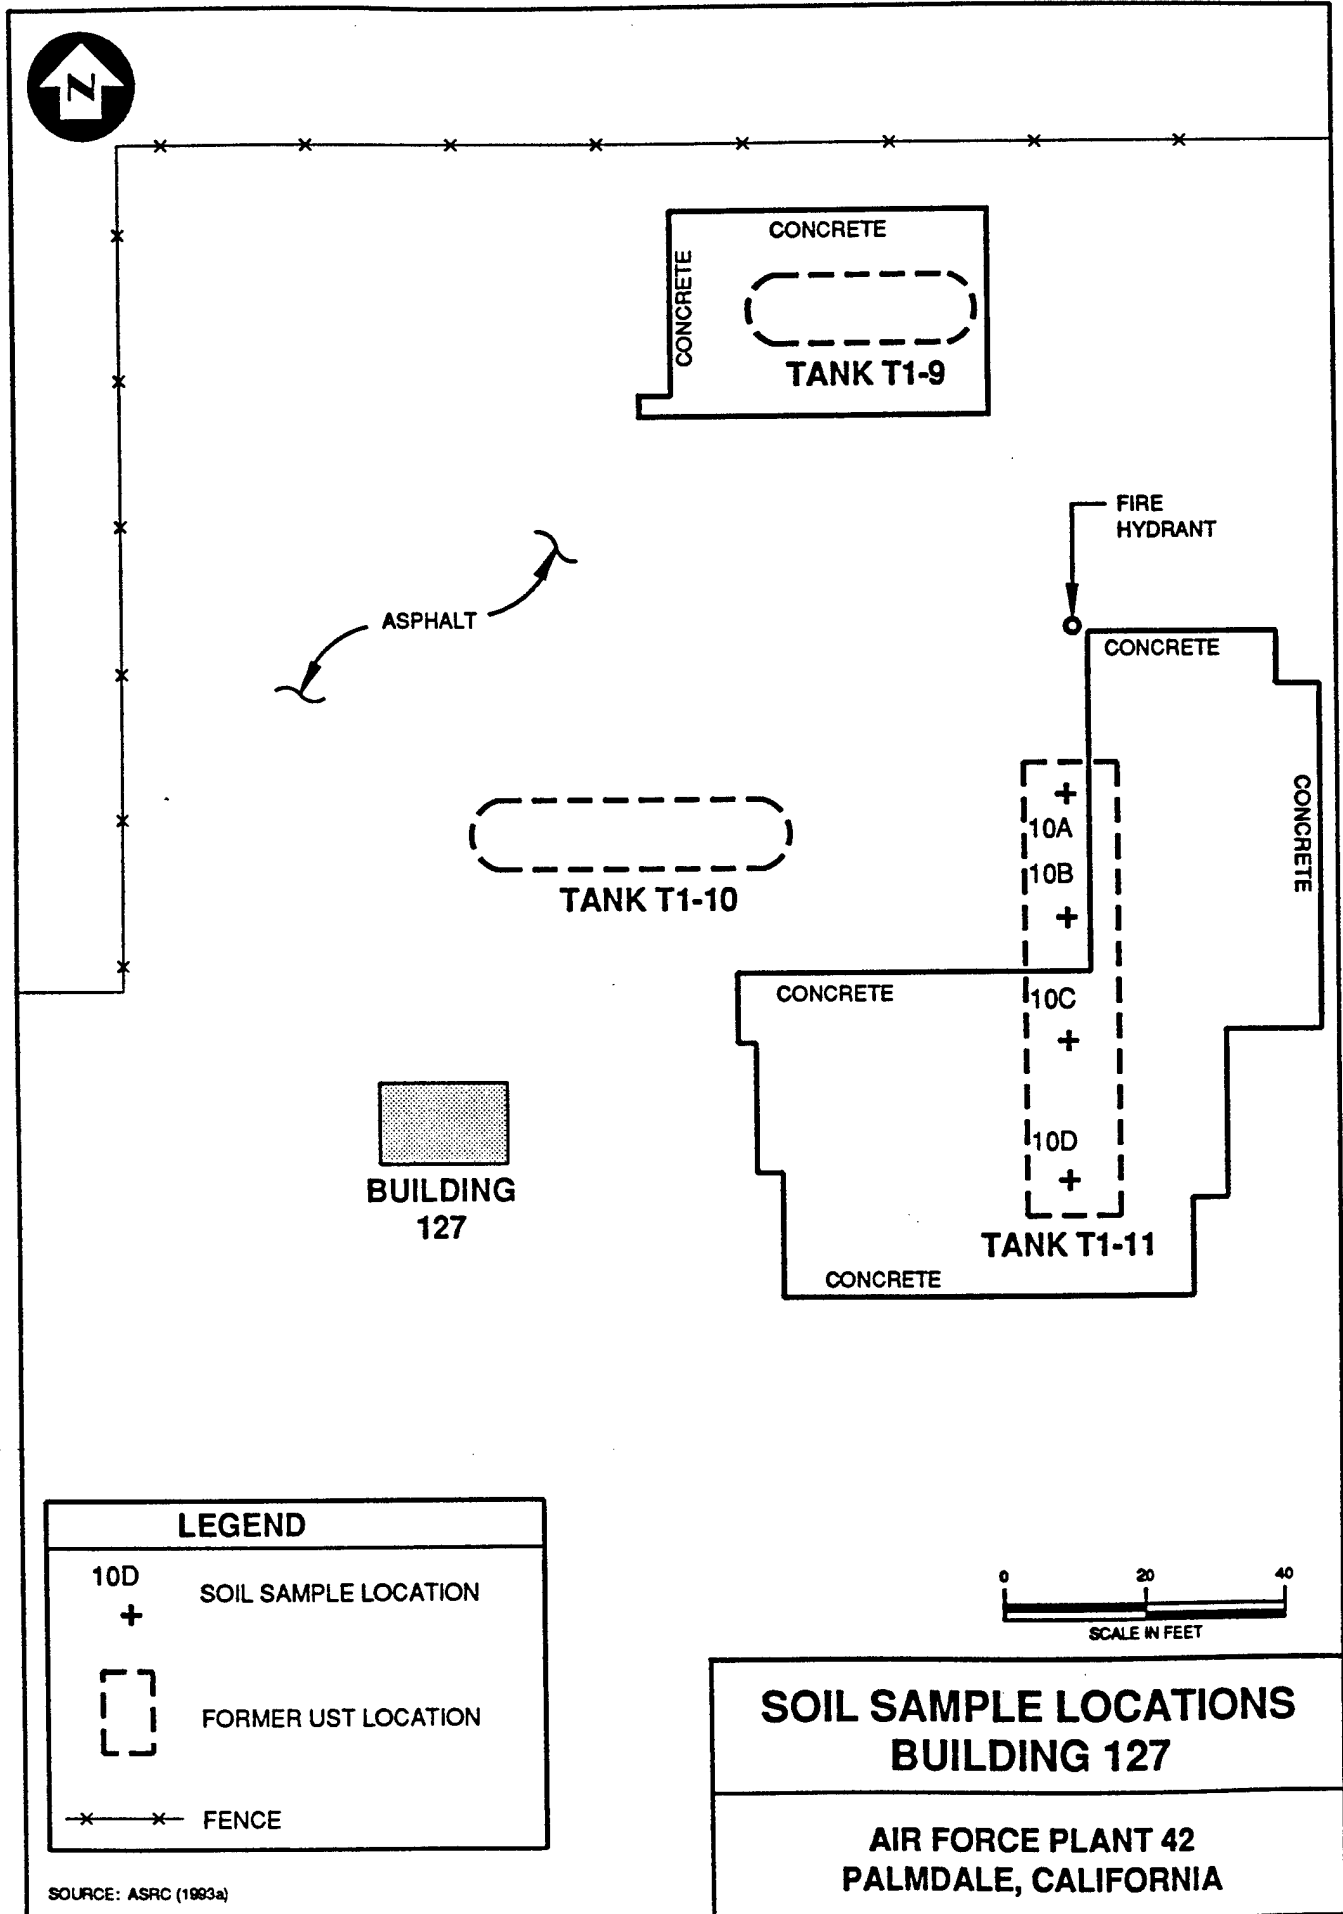 N
CONCRETE
CONCRETE
TANK T1-9
FIRE
HYDRANT
ASPHALT
CONCRETE
CONCRETE
10A
10B
TANK T1-10
CONCRETE
10C
10D
BUILDING
127
TANK T1-11
CONCRETE
LEGEND
10D
SOIL SAMPLE LOCATION
FORMER UST LOCATION
FENCE
SOURCE: ASRC (1993a)
0 20 40
SCALE IN FEET
SOIL SAMPLE LOCATIONS
BUILDING 127
AIR FORCE PLANT 42
PALMDALE, CALIFORNIA